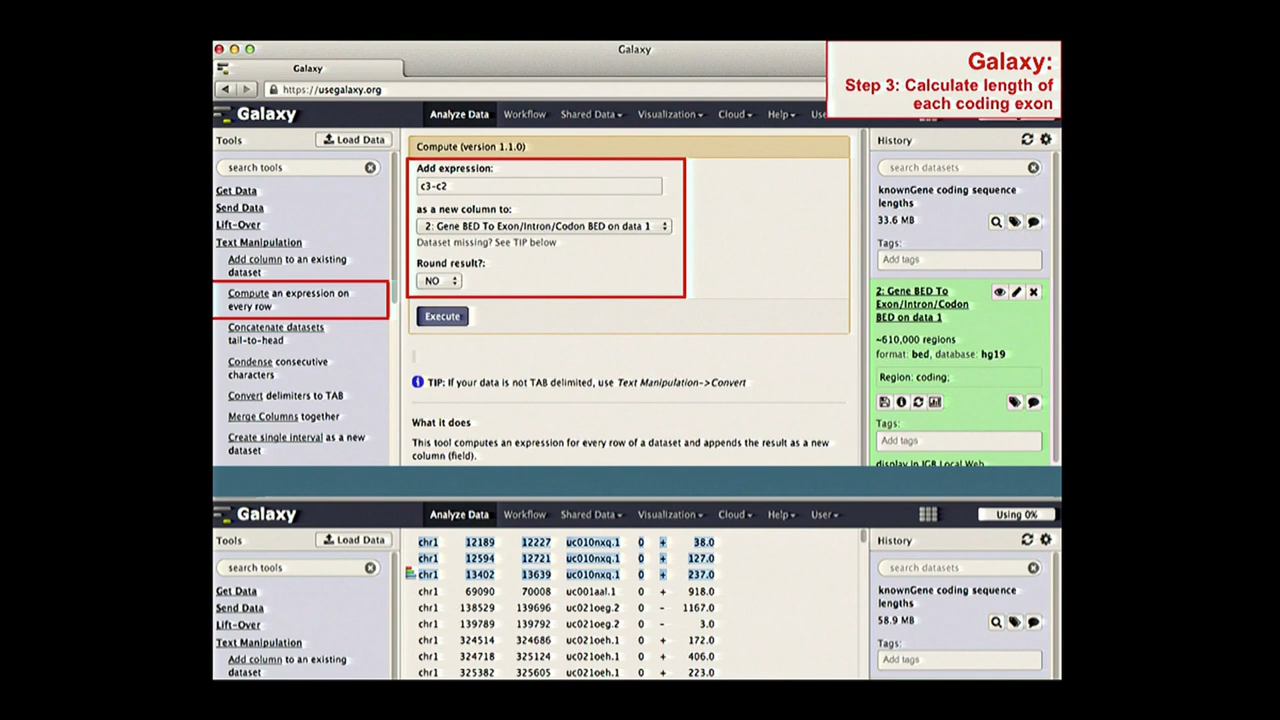 Galaxy
Galaxy:
Step 3: Calculate length of
each coding exon
Galaxy
https://usegalaxy.org
Galaxy
Analyze Data Workflow Shared Data Visualization Cloud Help
Tools
Load Data
search tools
Get Data
Send Data
Lift-Over
Text Manipulation
Add column to an existing
dataset
Compute an expression on
every row
Concatenate datasets
tail-to-head
Condense consecutive
characters
Convert delimiters to TAB
Merge Columns together
Create single interval as a new
dataset
Compute (version 1.1.0)
Add expression:
c3-c2
as a new column to:
2: Gene BED To Exon/Intron/Codon BED on data 1
Dataset missing? See TIP below
Round result?:
NO
Execute
TIP: If your data is not TAB delimited, use Text Manipulation->Convert
What it does
This tool computes an expression for every row of a dataset and appends the result as a new
column (field).
History
search datasets
knownGene coding sequence
lengths
33.6 MB
Tags:
Add tags
2: Gene BED To
Exon/Intron/Codon
BED on data 1
~610,000 regions
format: bed, database: hg19
Region: coding;
Tags:
Add tags
display in IGB Local Web
Galaxy
Analyze Data Workflow Shared Data Visualization Cloud Help User
Using 0%
Tools
Load Data
search tools
Get Data
Send Data
Lift-Over
Text Manipulation
Add column to an existing
dataset
chr1 12189 12227 uc010nxq.1 0 + 38.0
chr1 12594 12721 uc010nxq.1 0 + 127.0
chr1 13402 13639 uc010nxq.1 0 + 237.0
chr1 69090 70008 uc001aal.1 0 + 918.0
chr1 138529 139696 uc021oeg.2 0 - 1167.0
chr1 139789 139792 uc021oeg.2 0 - 3.0
chr1 324514 324686 uc021oeh.1 0 + 172.0
chr1 324718 325124 uc021oeh.1 0 + 406.0
chr1 325382 325605 uc021oeh.1 0 + 223.0
History
search datasets
knownGene coding sequence
lengths
58.9 MB
Tags:
Add tags